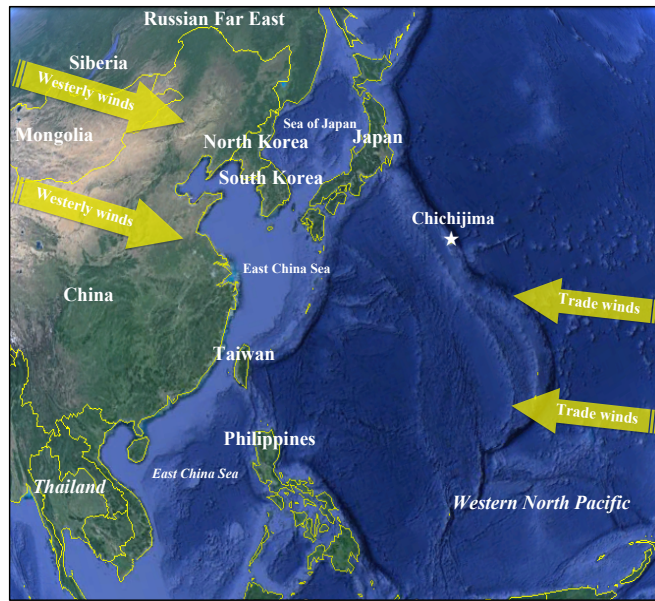 Russian Far East
Siberia
Westerly winds
Mongolia
Sea of Japan
Japan
North Korea
South Korea
Westerly winds
Chichijima
East China Sea
China
Trade winds
Taiwan
Trade winds
Philippines
East China Sea
Thailand
Western North Pacific